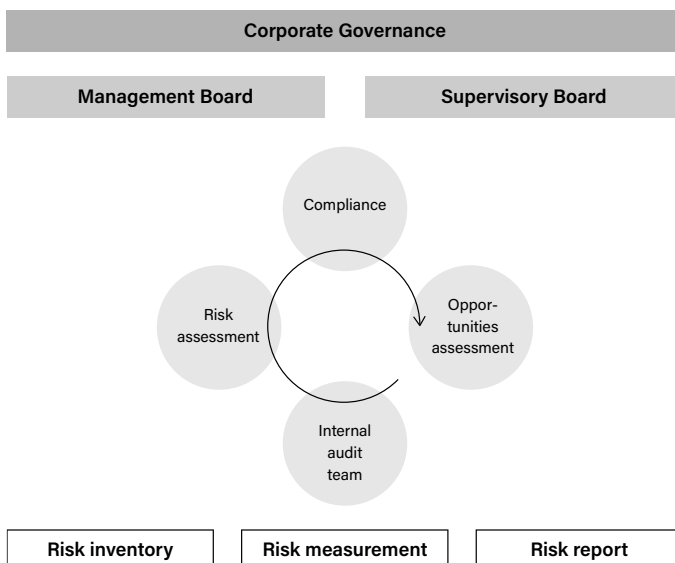 Corporate Governance
Management Board
Supervisory Board
Compliance
Risk
assessment
Oppor-
tunities
assessment
Internal
audit
team
Risk inventory
Risk measurement
Risk report